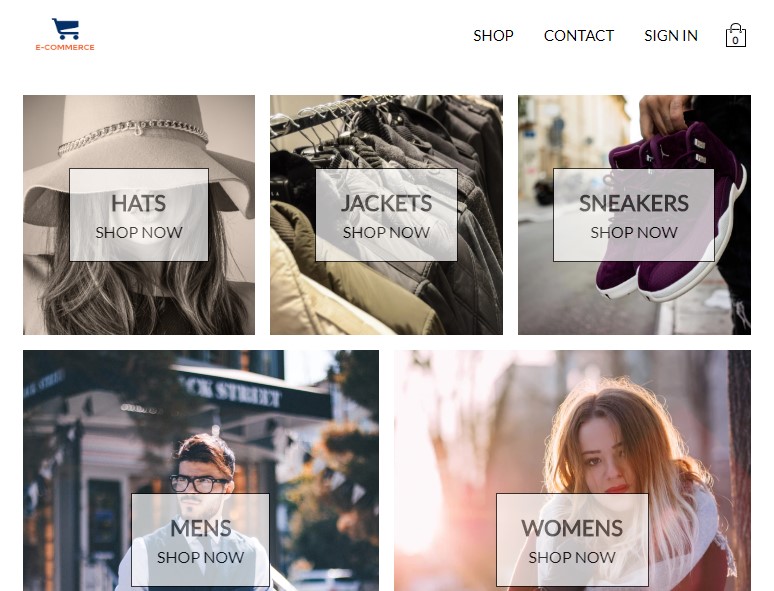 E-COMMERCE
SHOP
CONTACT
SIGN IN
0
HATS
SHOP NOW
JACKETS
SHOP NOW
SNEAKERS
SHOP NOW
CK STREET
MENS
SHOP NOW
WOMENS
SHOP NOW